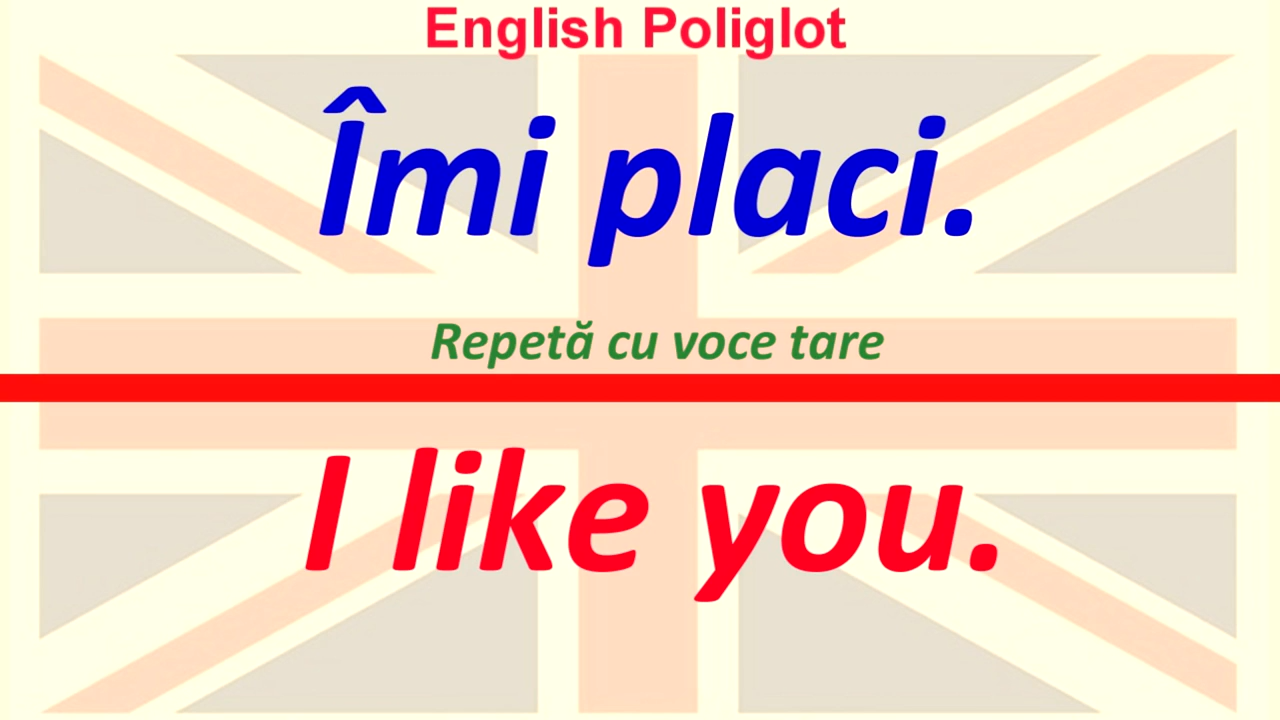 English Poliglot
Îmi placi.
Repetă cu voce tare
I like you.